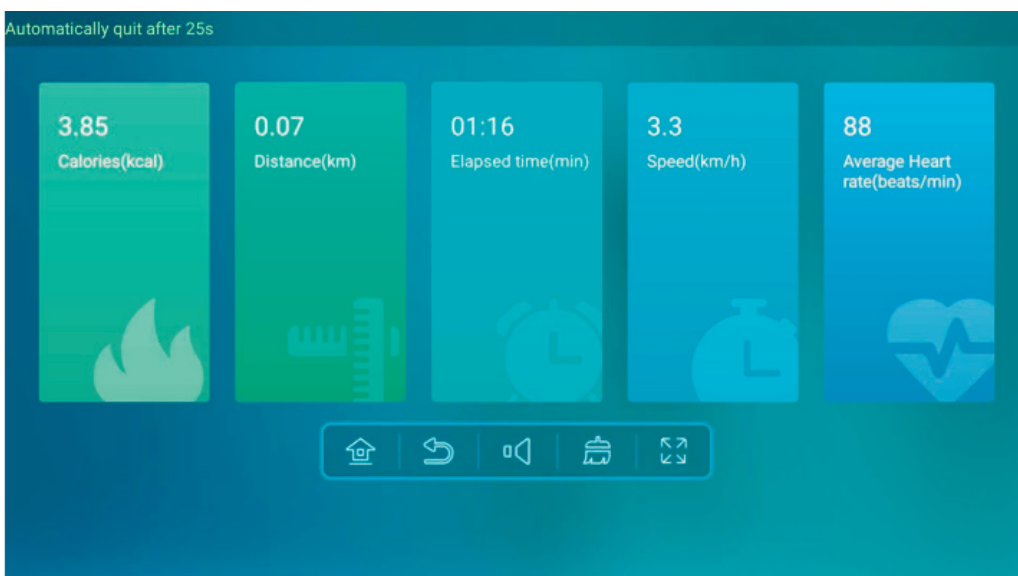 Automatically quit after 25s
3.85
Calories(kcal)
0.07
Distance(km)
01:16
Elapsed time(min)
3.3
Speed(km/h)
88
Average Heart
rate(beats/min)